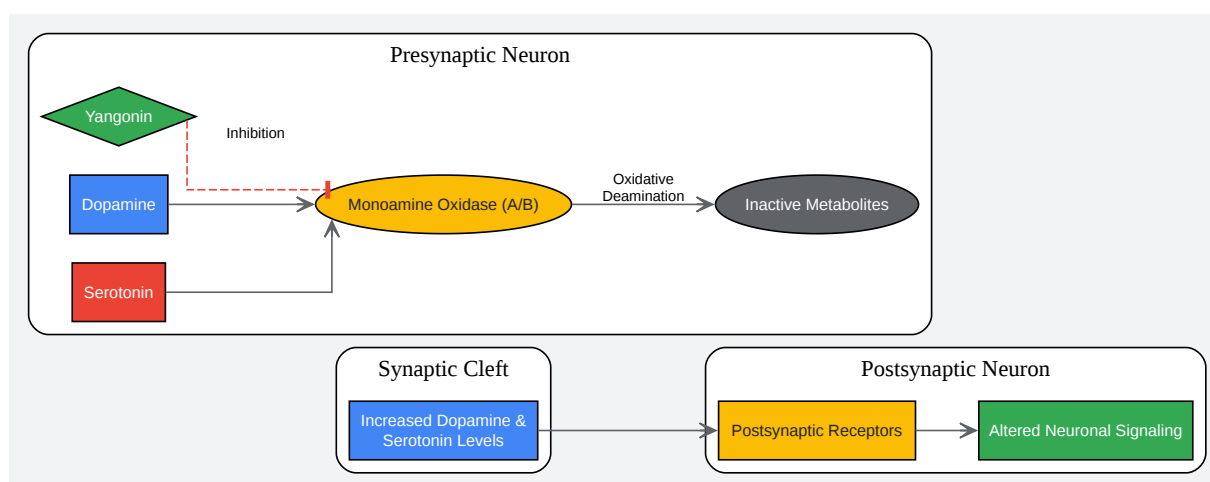 Presynaptic Neuron
Yangonin
Inhibition
Dopamine
Monoamine Oxidase (A/B)
Oxidative
Deamination
Inactive Metabolites
Serotonin
Synaptic Cleft
Increased Dopamine &
Serotonin Levels
Postsynaptic Neuron
Postsynaptic Receptors
Altered Neuronal Signaling